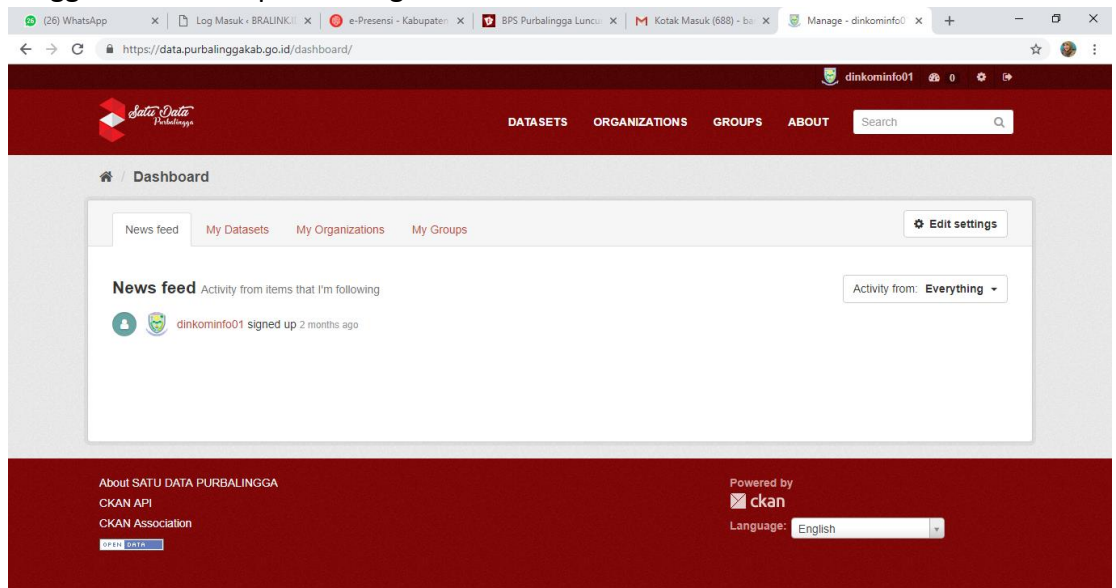 (26) WhatsApp
Log Masuk ‹ BRALINK
e-Presensi - Kabupaten
BPS Purbalingga Luncu
Kotak Masuk (688) - ba
Manage - dinkominfo0
https://data.purbalinggakab.go.id/dashboard/
dinkominfo01 0
Satu Data
Purbalingga
DATASETS ORGANIZATIONS GROUPS ABOUT Search
/ Dashboard
News feed My Datasets My Organizations My Groups Edit settings
News feed Activity from items that I'm following Activity from: Everything
dinkominfo01 signed up 2 months ago
About SATU DATA PURBALINGGA
CKAN API
CKAN Association
OPEN DATA
Powered by
ckan
Language: English